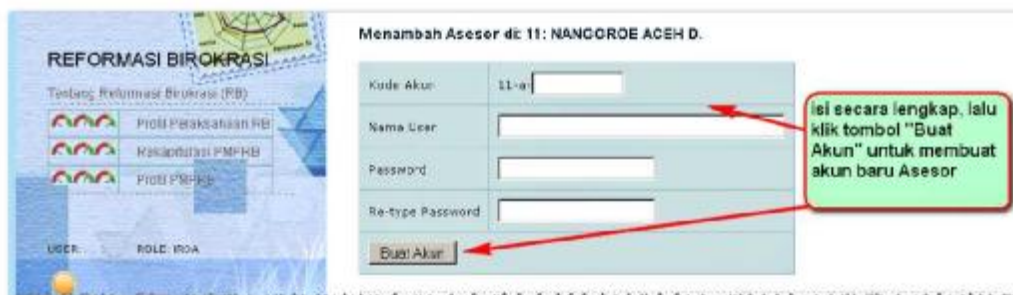 REFORMASI BIROKRASI
Tentang Reformasi Birokrasi (RB)
Profil Pelaksanaan RB
Rekapitulasi PMPRB
Profil PMPRB
USER: ROLE: IRDA
Menambah Asesor di: 11: NANGGROE ACEH D.
Kode Akun 11-a-
Nama User
Password
Re-type Password
Buat Akun
isi secara lengkap, lalu
klik tombol "Buat
Akun" untuk membuat
akun baru Asesor